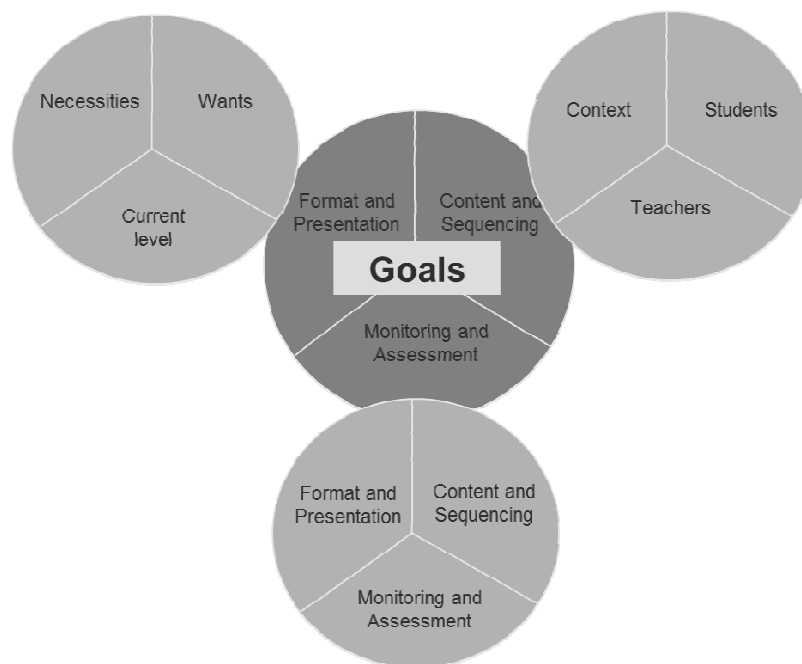 Necessities
Wants
Current
level
Context
Students
Teachers
Format and
Presentation
Content and
Sequencing
Goals
Monitoring and
Assessment
Format and
Presentation
Content and
Sequencing
Monitoring and
Assessment